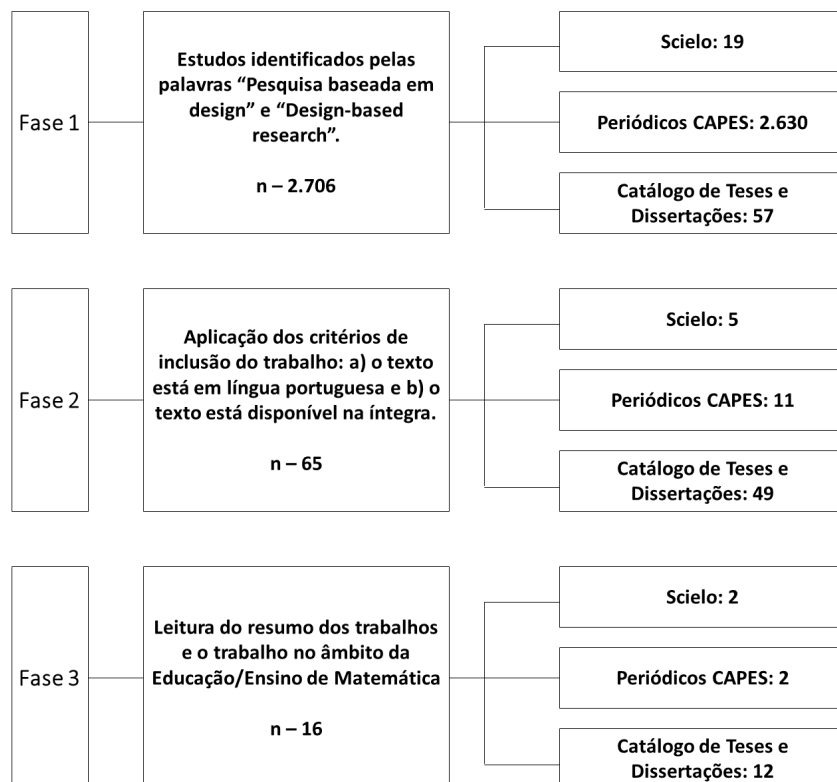 Fase 1
Estudos identificados pelas
palavras “Pesquisa baseada em
design” e “Design-based
research”.
n – 2.706
Scielo: 19
Periódicos CAPES: 2.630
Catálogo de Teses e
Dissertações: 57
Fase 2
Aplicação dos critérios de
inclusão do trabalho: a) o texto
está em língua portuguesa e b) o
texto está disponível na íntegra.
n – 65
Scielo: 5
Periódicos CAPES: 11
Catálogo de Teses e
Dissertações: 49
Fase 3
Leitura do resumo dos trabalhos
e o trabalho no âmbito da
Educação/Ensino de Matemática
n – 16
Scielo: 2
Periódicos CAPES: 2
Catálogo de Teses e
Dissertações: 12